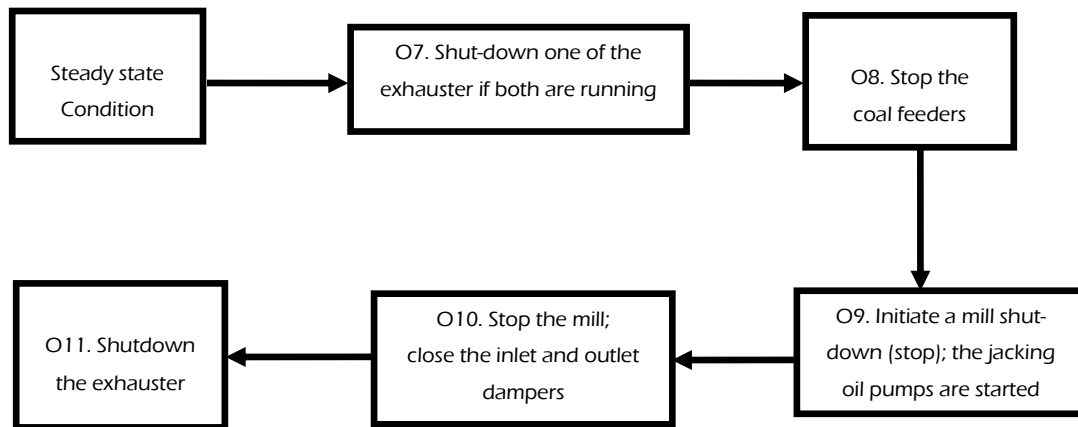 Steady state
Condition
O7. Shut-down one of the
exhauster if both are running
O8. Stop the
coal feeders
O9. Initiate a mill shut-
down (stop); the jacking
oil pumps are started
O10. Stop the mill;
close the inlet and outlet
dampers
O11. Shutdown
the exhauster